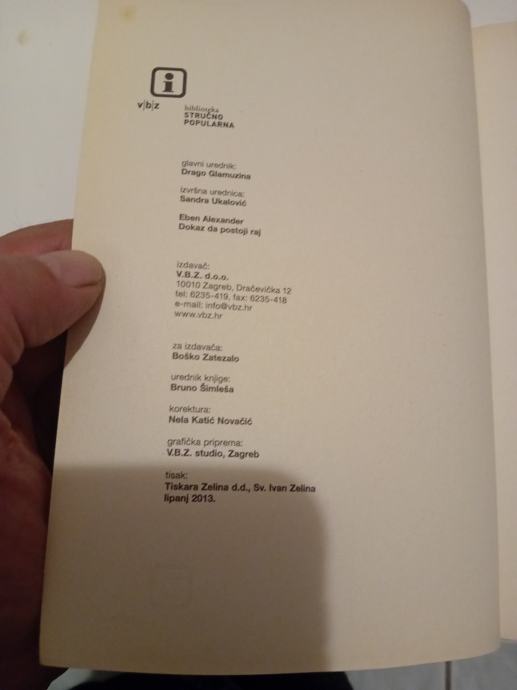 i
v|b|z
biblioteka
STRUČNO
POPULARNA
glavni urednik:
Drago Glamuzina
izvršna urednica:
Sandra Ukalović
Eben Alexander
Dokaz da postoji raj
izdavač:
V.B.Z. d.o.o.
10010 Zagreb, Dračevička 12
tel: 6235-419, fax: 6235-418
e-mail: info@vbz.hr
www.vbz.hr
za izdavača:
Boško Zatezalo
urednik knjige:
Bruno Šimleša
korektura:
Nela Katić Novačić
grafička priprema:
V.B.Z. studio, Zagreb
tisak:
Tiskara Zelina d.d., Sv. Ivan Zelina
lipanj 2013.